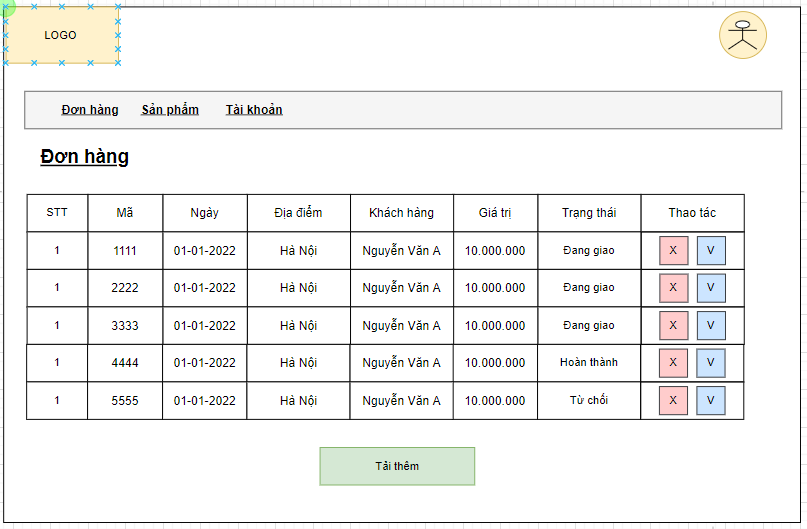 LOGO
Đơn hàng Sản phẩm Tài khoản
Đơn hàng
STT Mã Ngày Địa điểm Khách hàng Giá trị Trạng thái Thao tác
1 1111 01-01-2022 Hà Nội Nguyễn Văn A 10.000.000 Đang giao X V
1 2222 01-01-2022 Hà Nội Nguyễn Văn A 10.000.000 Đang giao X V
1 3333 01-01-2022 Hà Nội Nguyễn Văn A 10.000.000 Đang giao X V
1 4444 01-01-2022 Hà Nội Nguyễn Văn A 10.000.000 Hoàn thành X V
1 5555 01-01-2022 Hà Nội Nguyễn Văn A 10.000.000 Từ chối X V
Tải thêm